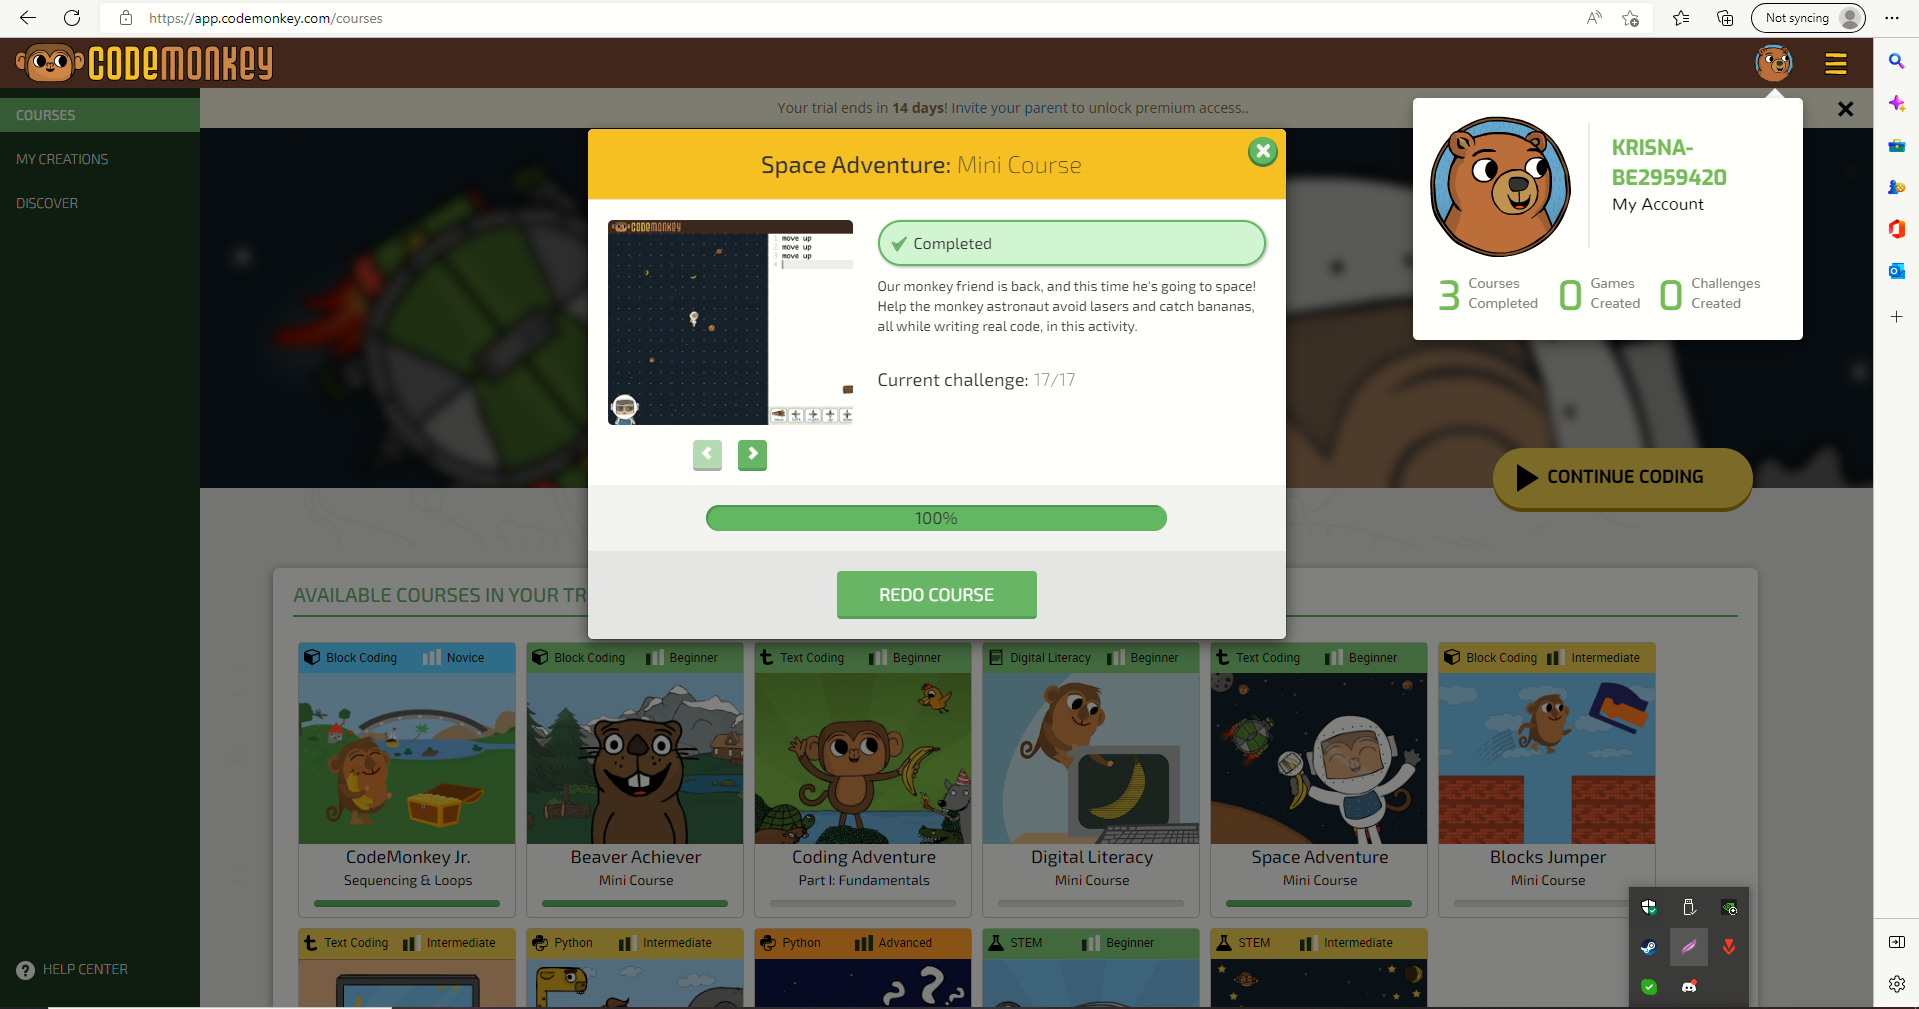 https://app.codemonkey.com/courses
Not syncing
CODEMONKEY
COURSES
MY CREATIONS
DISCOVER
HELP CENTER
Your trial ends in 14 days! Invite your parent to unlock premium access..
KRISNA-
BE2959420
My Account
3 Courses Completed
0 Games Created
0 Challenges Created
Space Adventure: Mini Course
CODEMONKEY
1 move up
2 move up
3 move up
4
Completed
Our monkey friend is back, and this time he's going to space!
Help the monkey astronaut avoid lasers and catch bananas,
all while writing real code, in this activity.
Current challenge: 17/17
100%
REDO COURSE
CONTINUE CODING
AVAILABLE COURSES IN YOUR TR
Block Coding Novice
CodeMonkey Jr.
Sequencing & Loops
Block Coding Beginner
Beaver Achiever
Mini Course
Text Coding Beginner
Coding Adventure
Part I: Fundamentals
Digital Literacy Beginner
Digital Literacy
Mini Course
Text Coding Beginner
Space Adventure
Mini Course
Block Coding Intermediate
Blocks Jumper
Mini Course
Text Coding Intermediate
Python Intermediate
Python Advanced
STEM Beginner
STEM Intermediate